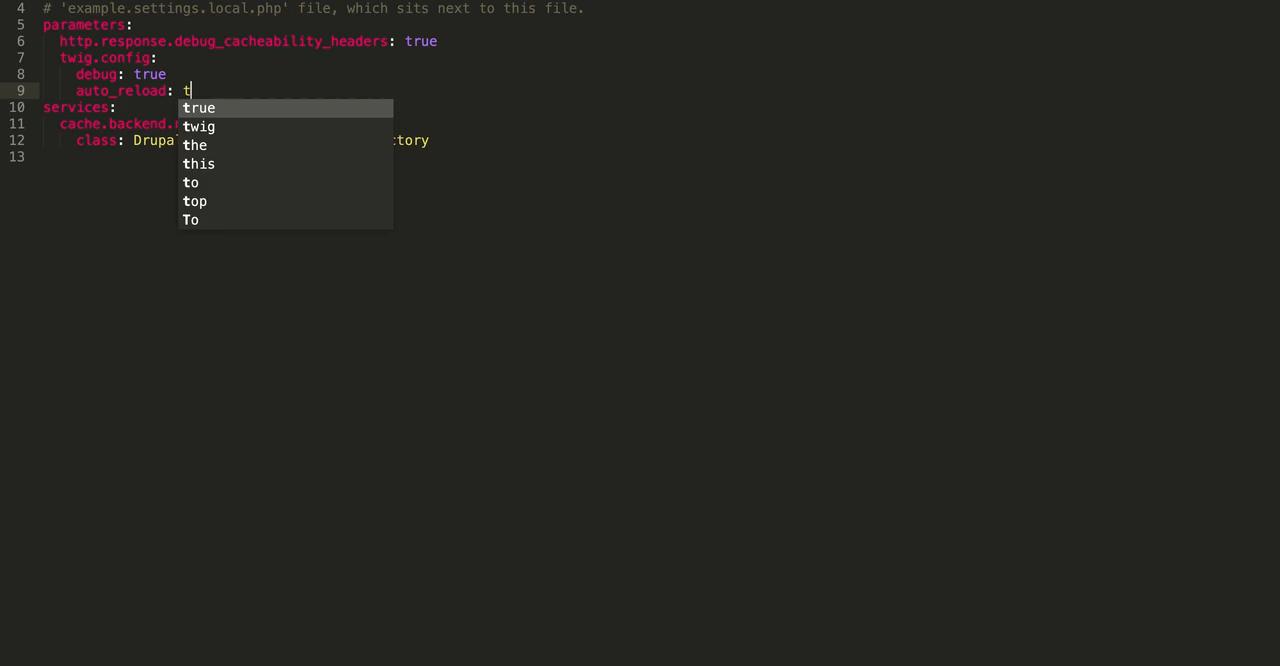 4 # 'example.settings.local.php' file, which sits next to this file.
5 parameters:
6 http.response.debug_cacheability_headers: true
7 twig.config:
8 debug: true
9 auto_reload: t
10 services:
11 cache.backend.
12 class: Drupal ctory
13
true
twig
the
this
to
top
To